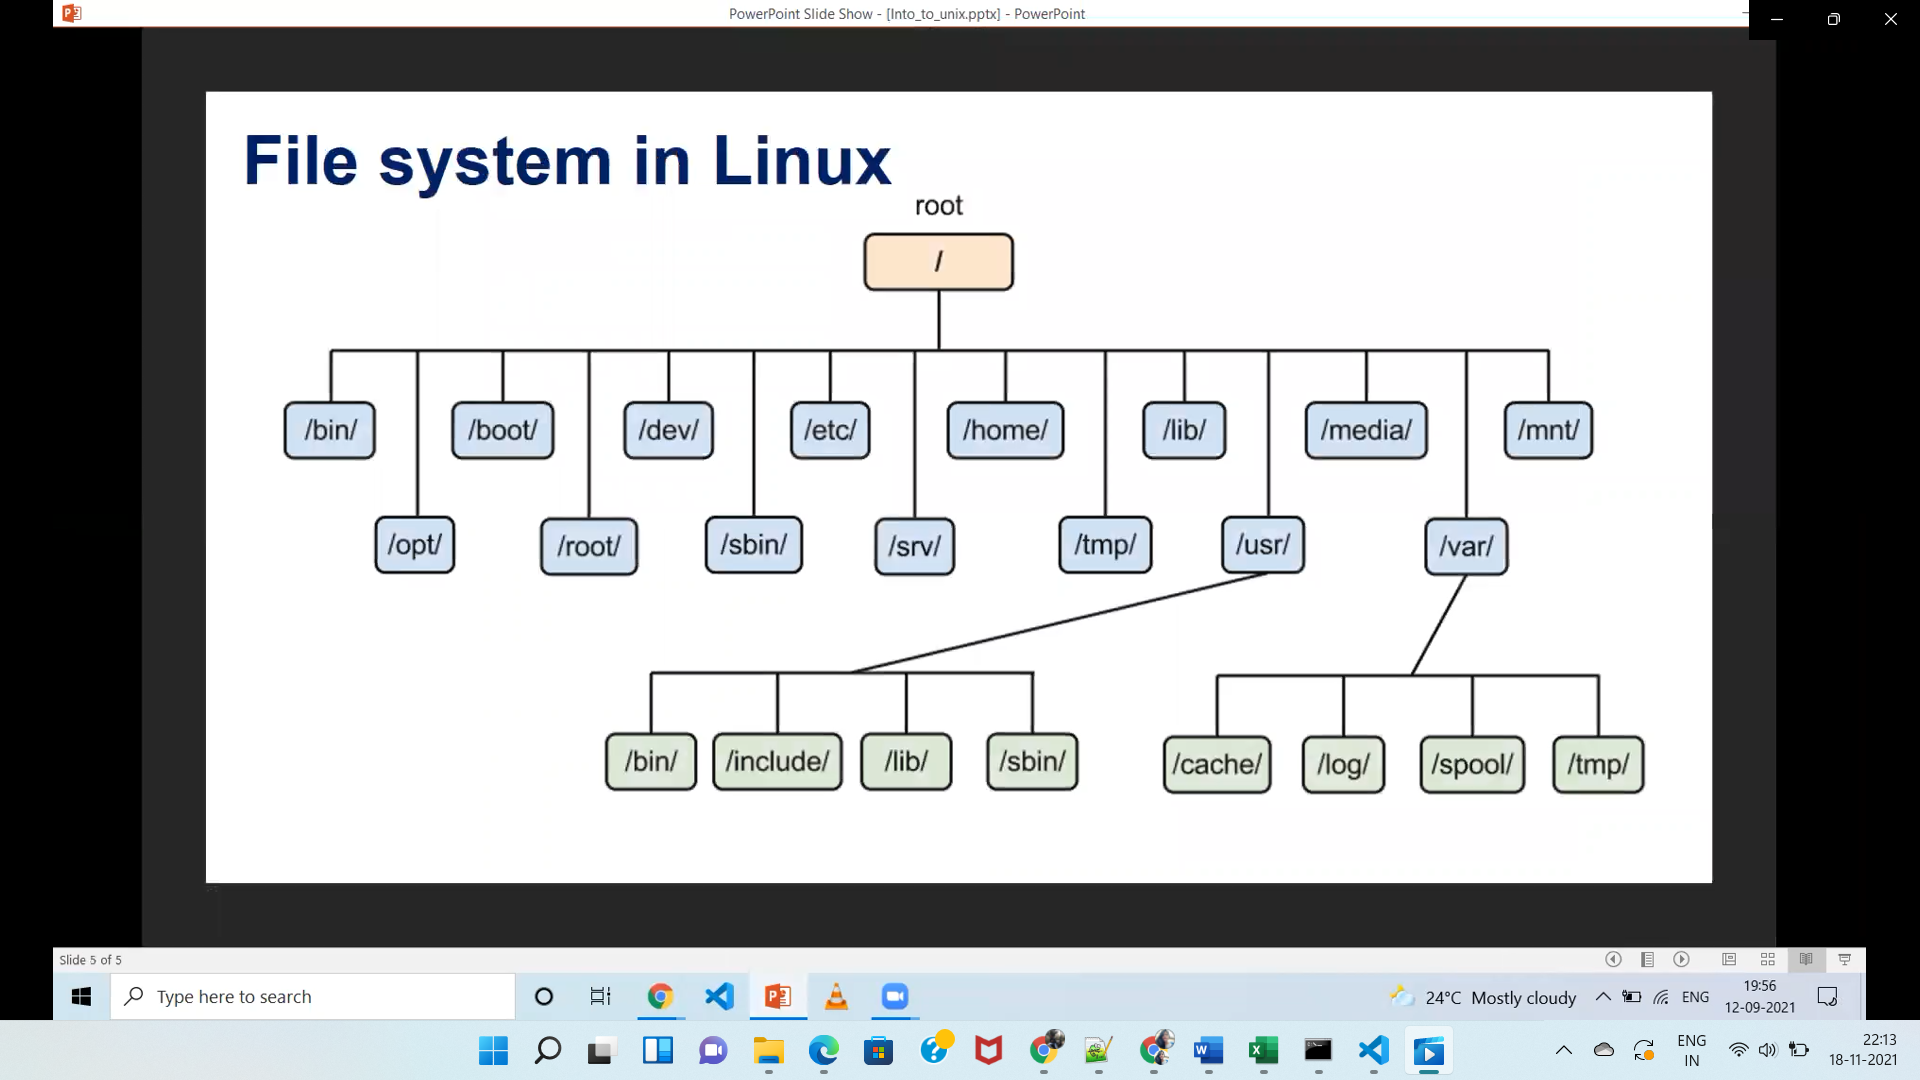 PowerPoint Slide Show - [Into_to_unix.pptx] - PowerPoint
File system in Linux
root
/
/bin/ /boot/ /dev/ /etc/ /home/ /lib/ /media/ /mnt/
/opt/ /root/ /sbin/ /srv/ /tmp/ /usr/ /var/
/bin/ /include/ /lib/ /sbin/ /cache/ /log/ /spool/ /tmp/
Slide 5 of 5
Type here to search
24°C Mostly cloudy
ENG
19:56
12-09-2021
ENG
IN
22:13
18-11-2021